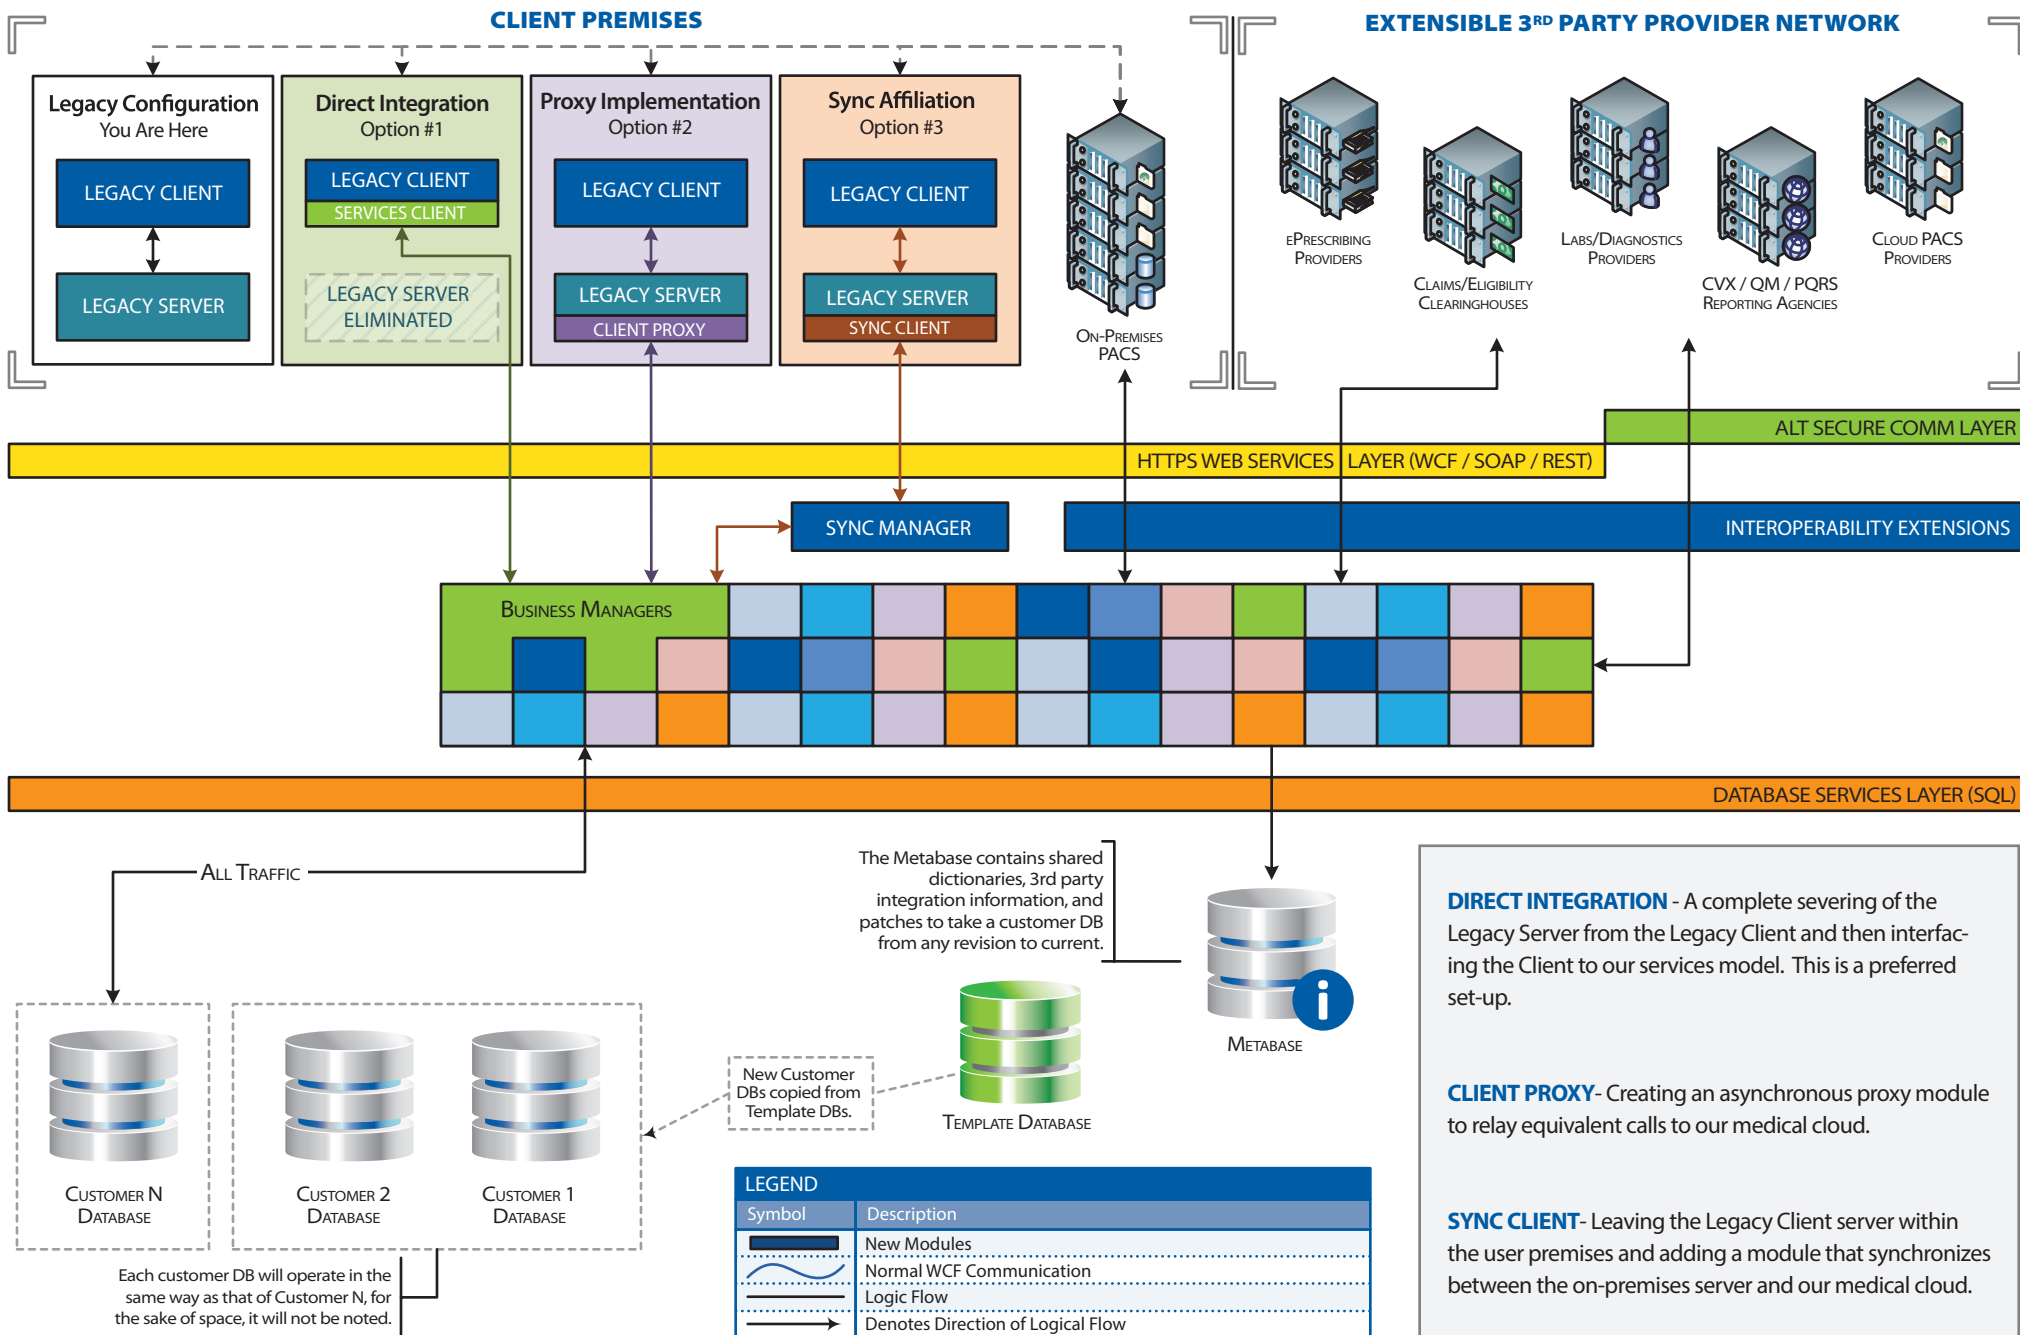 CLIENT PREMISES
EXTENSIBLE 3RD PARTY PROVIDER NETWORK
Legacy Configuration
You Are Here
LEGACY CLIENT
LEGACY SERVER
Direct Integration
Option #1
LEGACY CLIENT
SERVICES CLIENT
LEGACY SERVER
ELIMINATED
Proxy Implementation
Option #2
LEGACY CLIENT
LEGACY SERVER
CLIENT PROXY
Sync Affiliation
Option #3
LEGACY CLIENT
LEGACY SERVER
SYNC CLIENT
On-Premises
PACS
ePrescribing
Providers
Claims/Eligibility
Clearinghouses
Labs/Diagnostics
Providers
CVX / QM / PQRS
Reporting Agencies
Cloud PACS
Providers
ALT SECURE COMM LAYER
HTTPS WEB SERVICES LAYER (WCF / SOAP / REST)
SYNC MANAGER
INTEROPERABILITY EXTENSIONS
Business Managers
DATABASE SERVICES LAYER (SQL)
All Traffic
The Metabase contains shared
dictionaries, 3rd party
integration information, and
patches to take a customer DB
from any revision to current.
Metabase
Template Database
New Customer
DBs copied from
Template DBs.
Customer N
Database
Customer 2
Database
Customer 1
Database
Each customer DB will operate in the
same way as that of Customer N, for
the sake of space, it will not be noted.
LEGEND
Symbol Description
New Modules
Normal WCF Communication
Logic Flow
Denotes Direction of Logical Flow
DIRECT INTEGRATION - A complete severing of the
Legacy Server from the Legacy Client and then interfac-
ing the Client to our services model. This is a preferred
set-up.
CLIENT PROXY- Creating an asynchronous proxy module
to relay equivalent calls to our medical cloud.
SYNC CLIENT- Leaving the Legacy Client server within
the user premises and adding a module that synchronizes
between the on-premises server and our medical cloud.